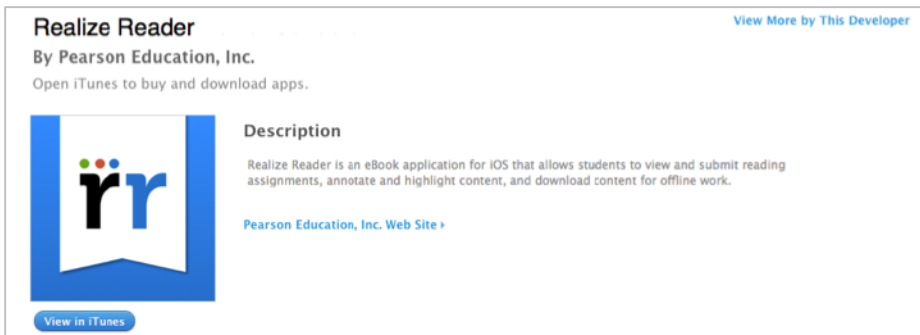 Realize Reader
View More by This Developer
By Pearson Education, Inc.
Open iTunes to buy and download apps.
Description
Realize Reader is an eBook application for iOS that allows students to view and submit reading
assignments, annotate and highlight content, and download content for offline work.
rr
Pearson Education, Inc. Web Site ›
View in iTunes